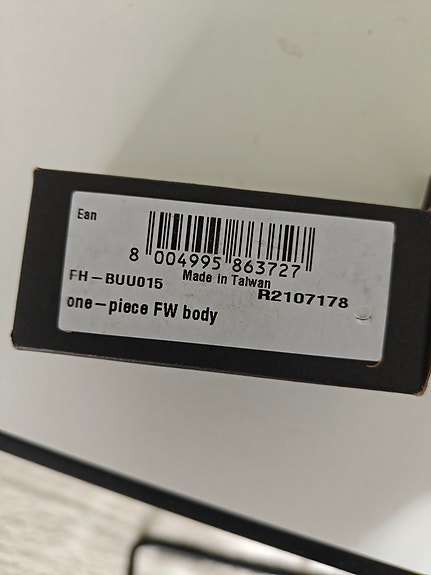 Ean
8 004995 863727
Made in Taiwan
FH-BUU015
R2107178
one-piece FW body